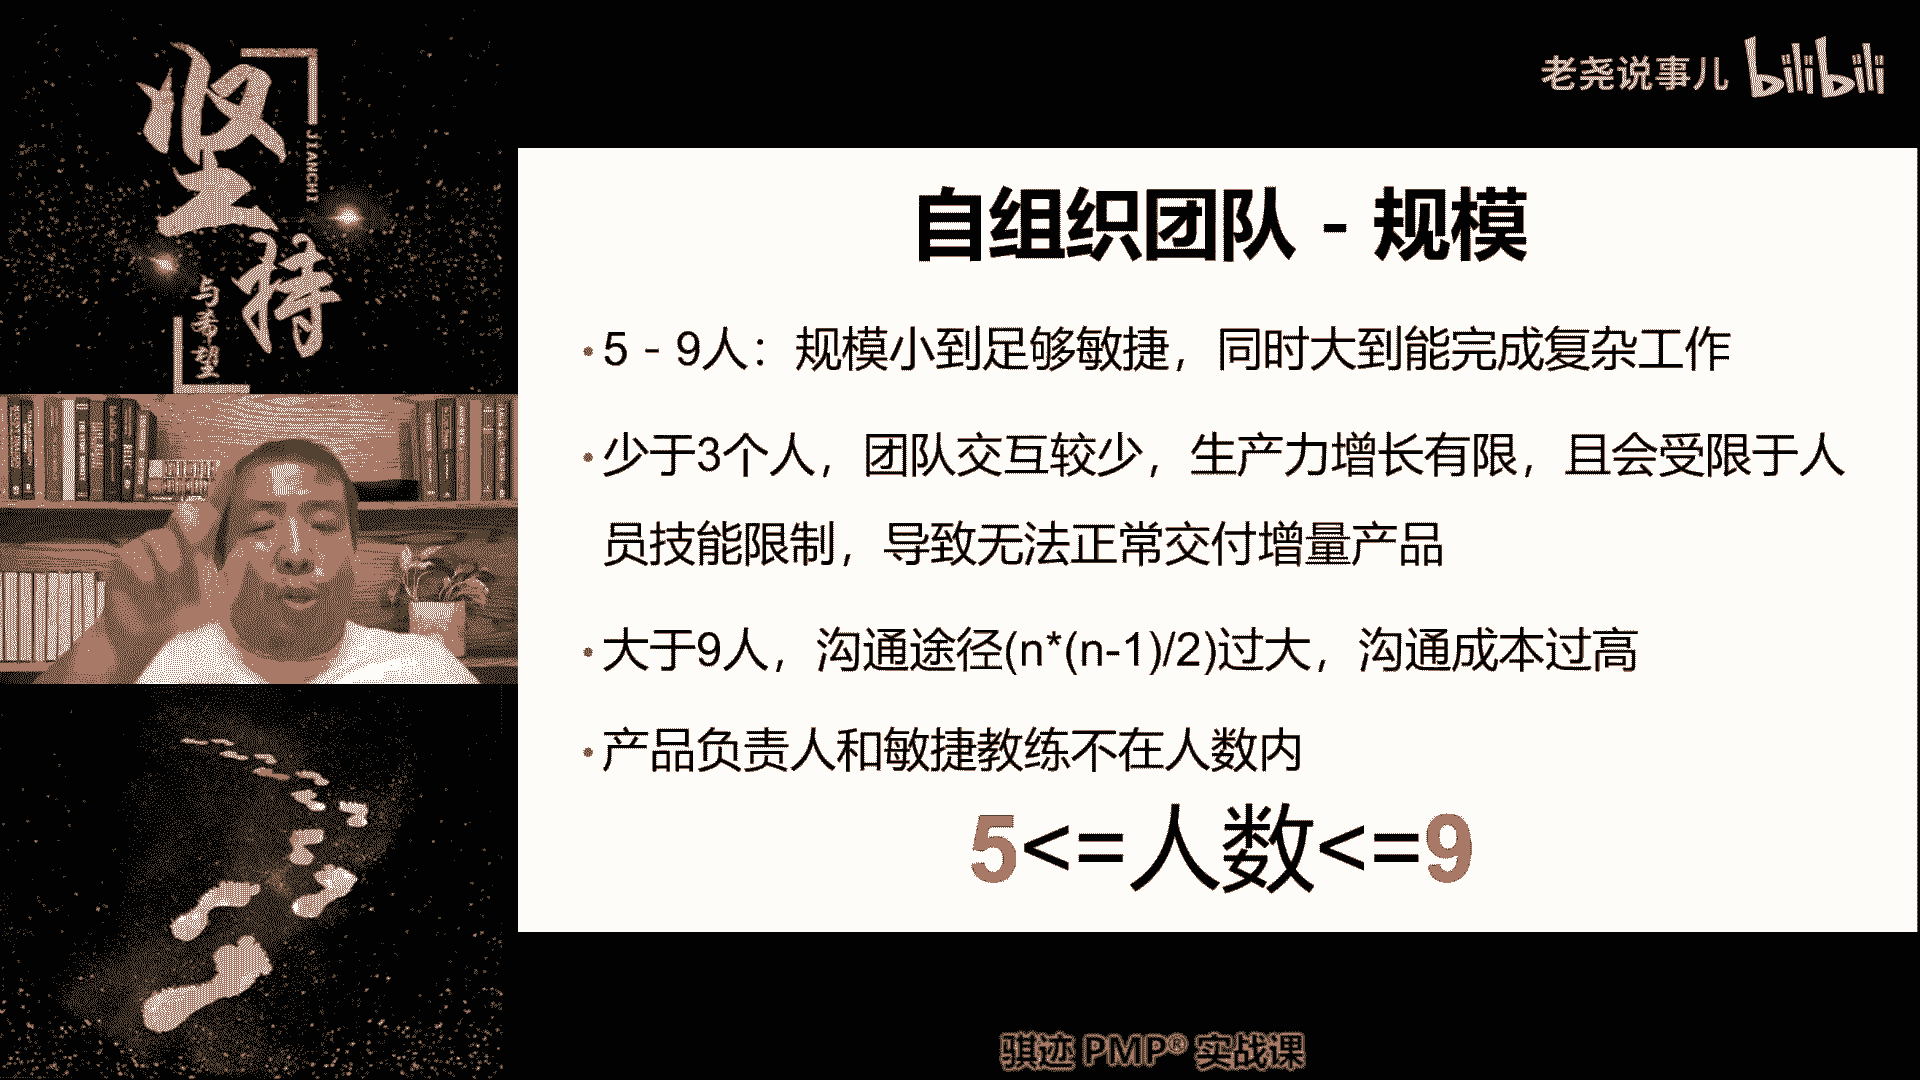 坚持
JIANCHI
与希望
老尧说事儿 bilibili
自组织团队 - 规模
• 5 - 9人：规模小到足够敏捷，同时大到能完成复杂工作
• 少于3个人，团队交互较少，生产力增长有限，且会受限于人
员技能限制，导致无法正常交付增量产品
• 大于9人，沟通途径(n*(n-1)/2)过大，沟通成本过高
• 产品负责人和敏捷教练不在人数内
5<=人数<=9
骐迹 PMP® 实战课